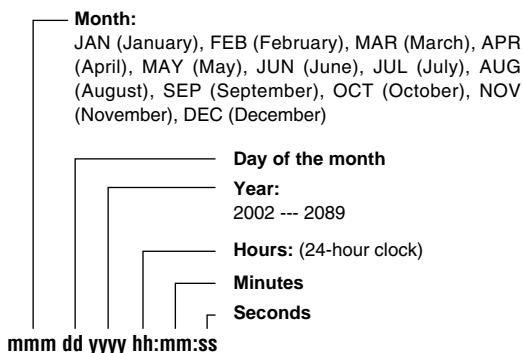 Month:
JAN (January), FEB (February), MAR (March), APR
(April), MAY (May), JUN (June), JUL (July), AUG
(August), SEP (September), OCT (October), NOV
(November), DEC (December)
Day of the month
Year:
2002 --- 2089
Hours: (24-hour clock)
Minutes
Seconds
mmm dd yyyy hh:mm:ss